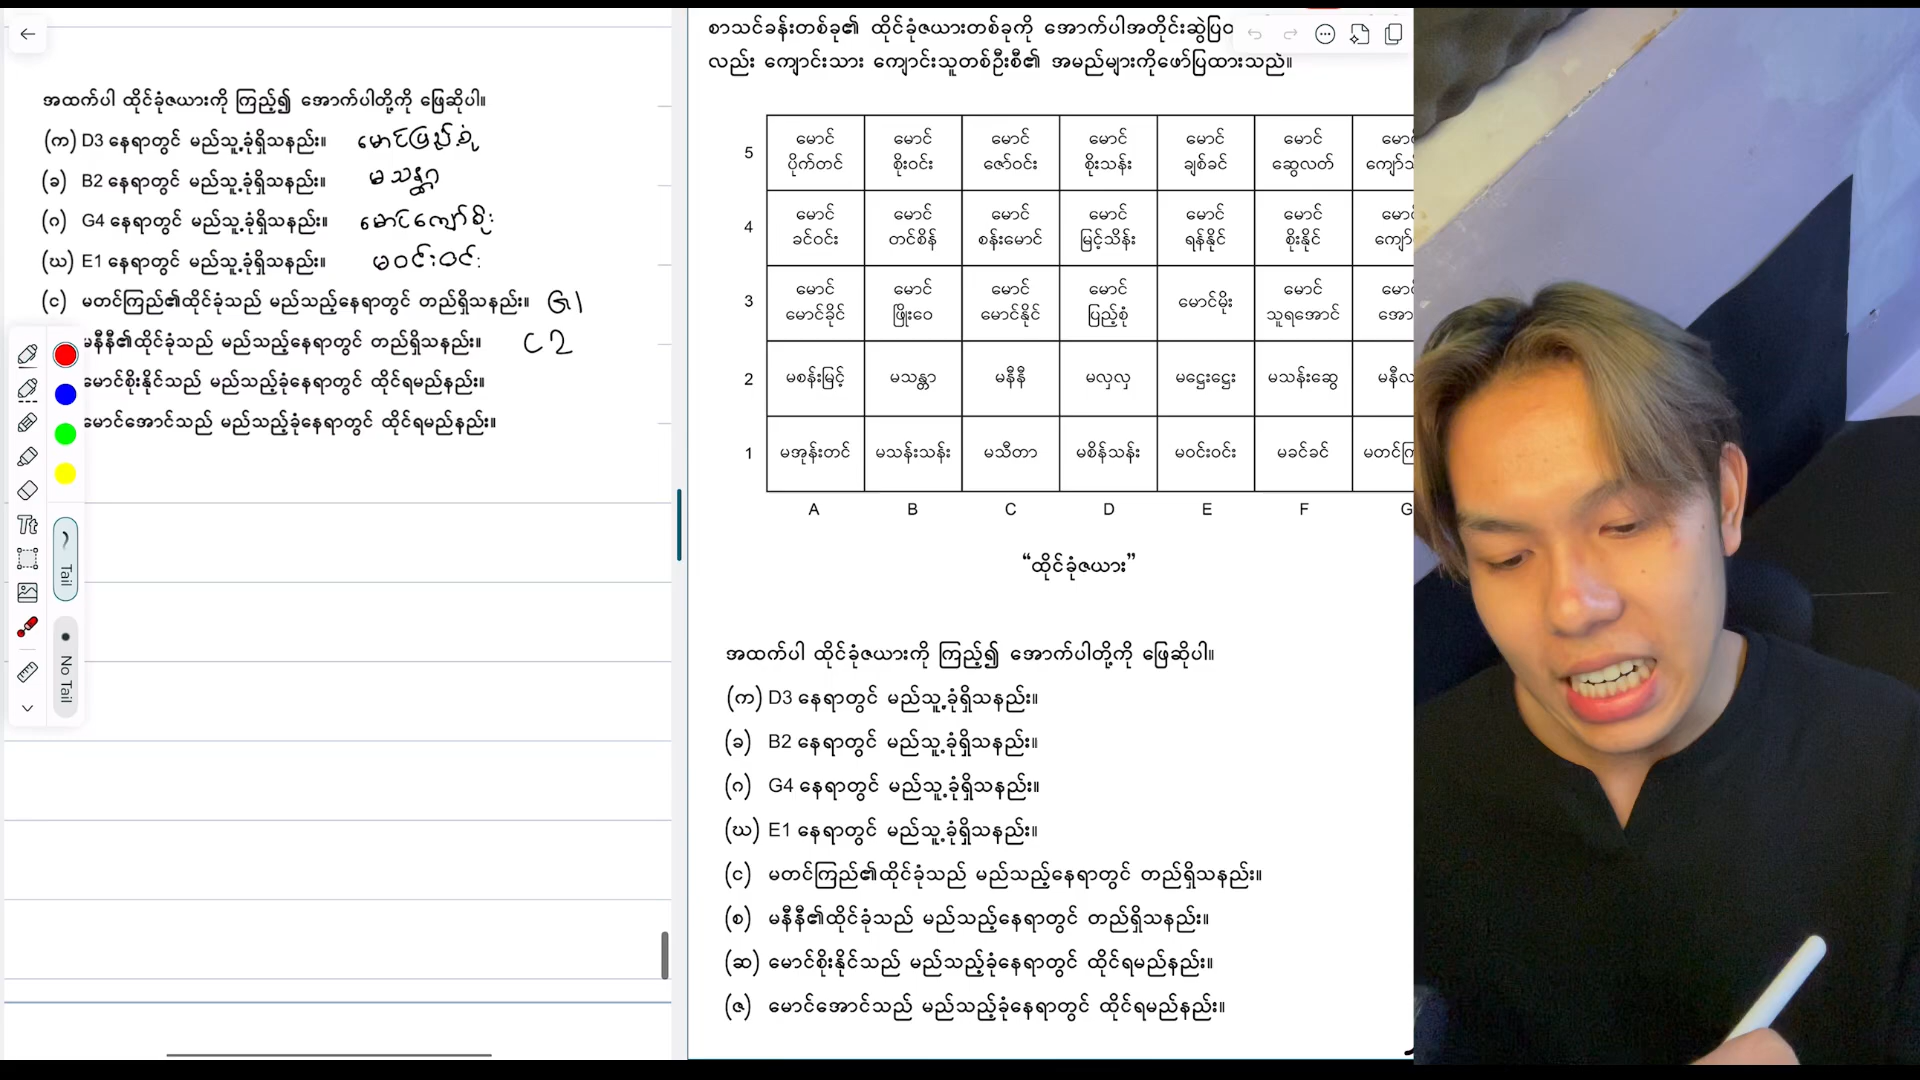 အထက်ပါ ထိုင်ခုံဇယားကို ကြည့်၍ အောက်ပါတို့ကို ဖြေဆိုပါ။
(က) D3 နေရာတွင် မည်သူ့ခုံရှိသနည်း။ မောင်ပြည့်စုံ
(ခ) B2 နေရာတွင် မည်သူ့ခုံရှိသနည်း။ မသန္တာ
(ဂ) G4 နေရာတွင် မည်သူ့ခုံရှိသနည်း။ မောင်ကျော်စိုး
(ဃ) E1 နေရာတွင် မည်သူ့ခုံရှိသနည်း။ မဝင်းဝင်း
(င) မတင်ကြည်၏ထိုင်ခုံသည် မည်သည့်နေရာတွင် တည်ရှိသနည်း။ G1
မနီနီ၏ထိုင်ခုံသည် မည်သည့်နေရာတွင် တည်ရှိသနည်း။ C2
မောင်စိုးနိုင်သည် မည်သည့်ခုံနေရာတွင် ထိုင်ရမည်နည်း။
မောင်အောင်သည် မည်သည့်ခုံနေရာတွင် ထိုင်ရမည်နည်း။
Tt
Tail
No Tail
စာသင်ခန်းတစ်ခု၏ ထိုင်ခုံဇယားတစ်ခုကို အောက်ပါအတိုင်းဆွဲပြ
လည်း ကျောင်းသား ကျောင်းသူတစ်ဦးစီ၏ အမည်များကိုဖော်ပြထားသည်။
5 မောင်ပိုက်တင် မောင်စိုးဝင်း မောင်ဇော်ဝင်း မောင်စိုးသန်း မောင်ချစ်ခင် မောင်ဆွေလတ်
4 မောင်ခင်ဝင်း မောင်တင်စိန် မောင်စန်းမောင် မောင်မြင့်သိန်း မောင်ရန်နိုင် မောင်စိုးနိုင်
3 မောင်မောင်ခိုင် မောင်ဖြိုးဝေ မောင်မောင်နိုင် မောင်ပြည့်စုံ မောင်မိုး မောင်သူရအောင်
2 မစန်းမြင့် မသန္တာ မနီနီ မလှလှ မဌေးဌေး မသန်းဆွေ
1 မအုန်းတင် မသန်းသန်း မသီတာ မစိန်သန်း မဝင်းဝင်း မခင်ခင်
A B C D E F G
“ထိုင်ခုံဇယား”
အထက်ပါ ထိုင်ခုံဇယားကို ကြည့်၍ အောက်ပါတို့ကို ဖြေဆိုပါ။
(က) D3 နေရာတွင် မည်သူ့ခုံရှိသနည်း။
(ခ) B2 နေရာတွင် မည်သူ့ခုံရှိသနည်း။
(ဂ) G4 နေရာတွင် မည်သူ့ခုံရှိသနည်း။
(ဃ) E1 နေရာတွင် မည်သူ့ခုံရှိသနည်း။
(င) မတင်ကြည်၏ထိုင်ခုံသည် မည်သည့်နေရာတွင် တည်ရှိသနည်း။
(စ) မနီနီ၏ထိုင်ခုံသည် မည်သည့်နေရာတွင် တည်ရှိသနည်း။
(ဆ) မောင်စိုးနိုင်သည် မည်သည့်ခုံနေရာတွင် ထိုင်ရမည်နည်း။
(ဇ) မောင်အောင်သည် မည်သည့်ခုံနေရာတွင် ထိုင်ရမည်နည်း။